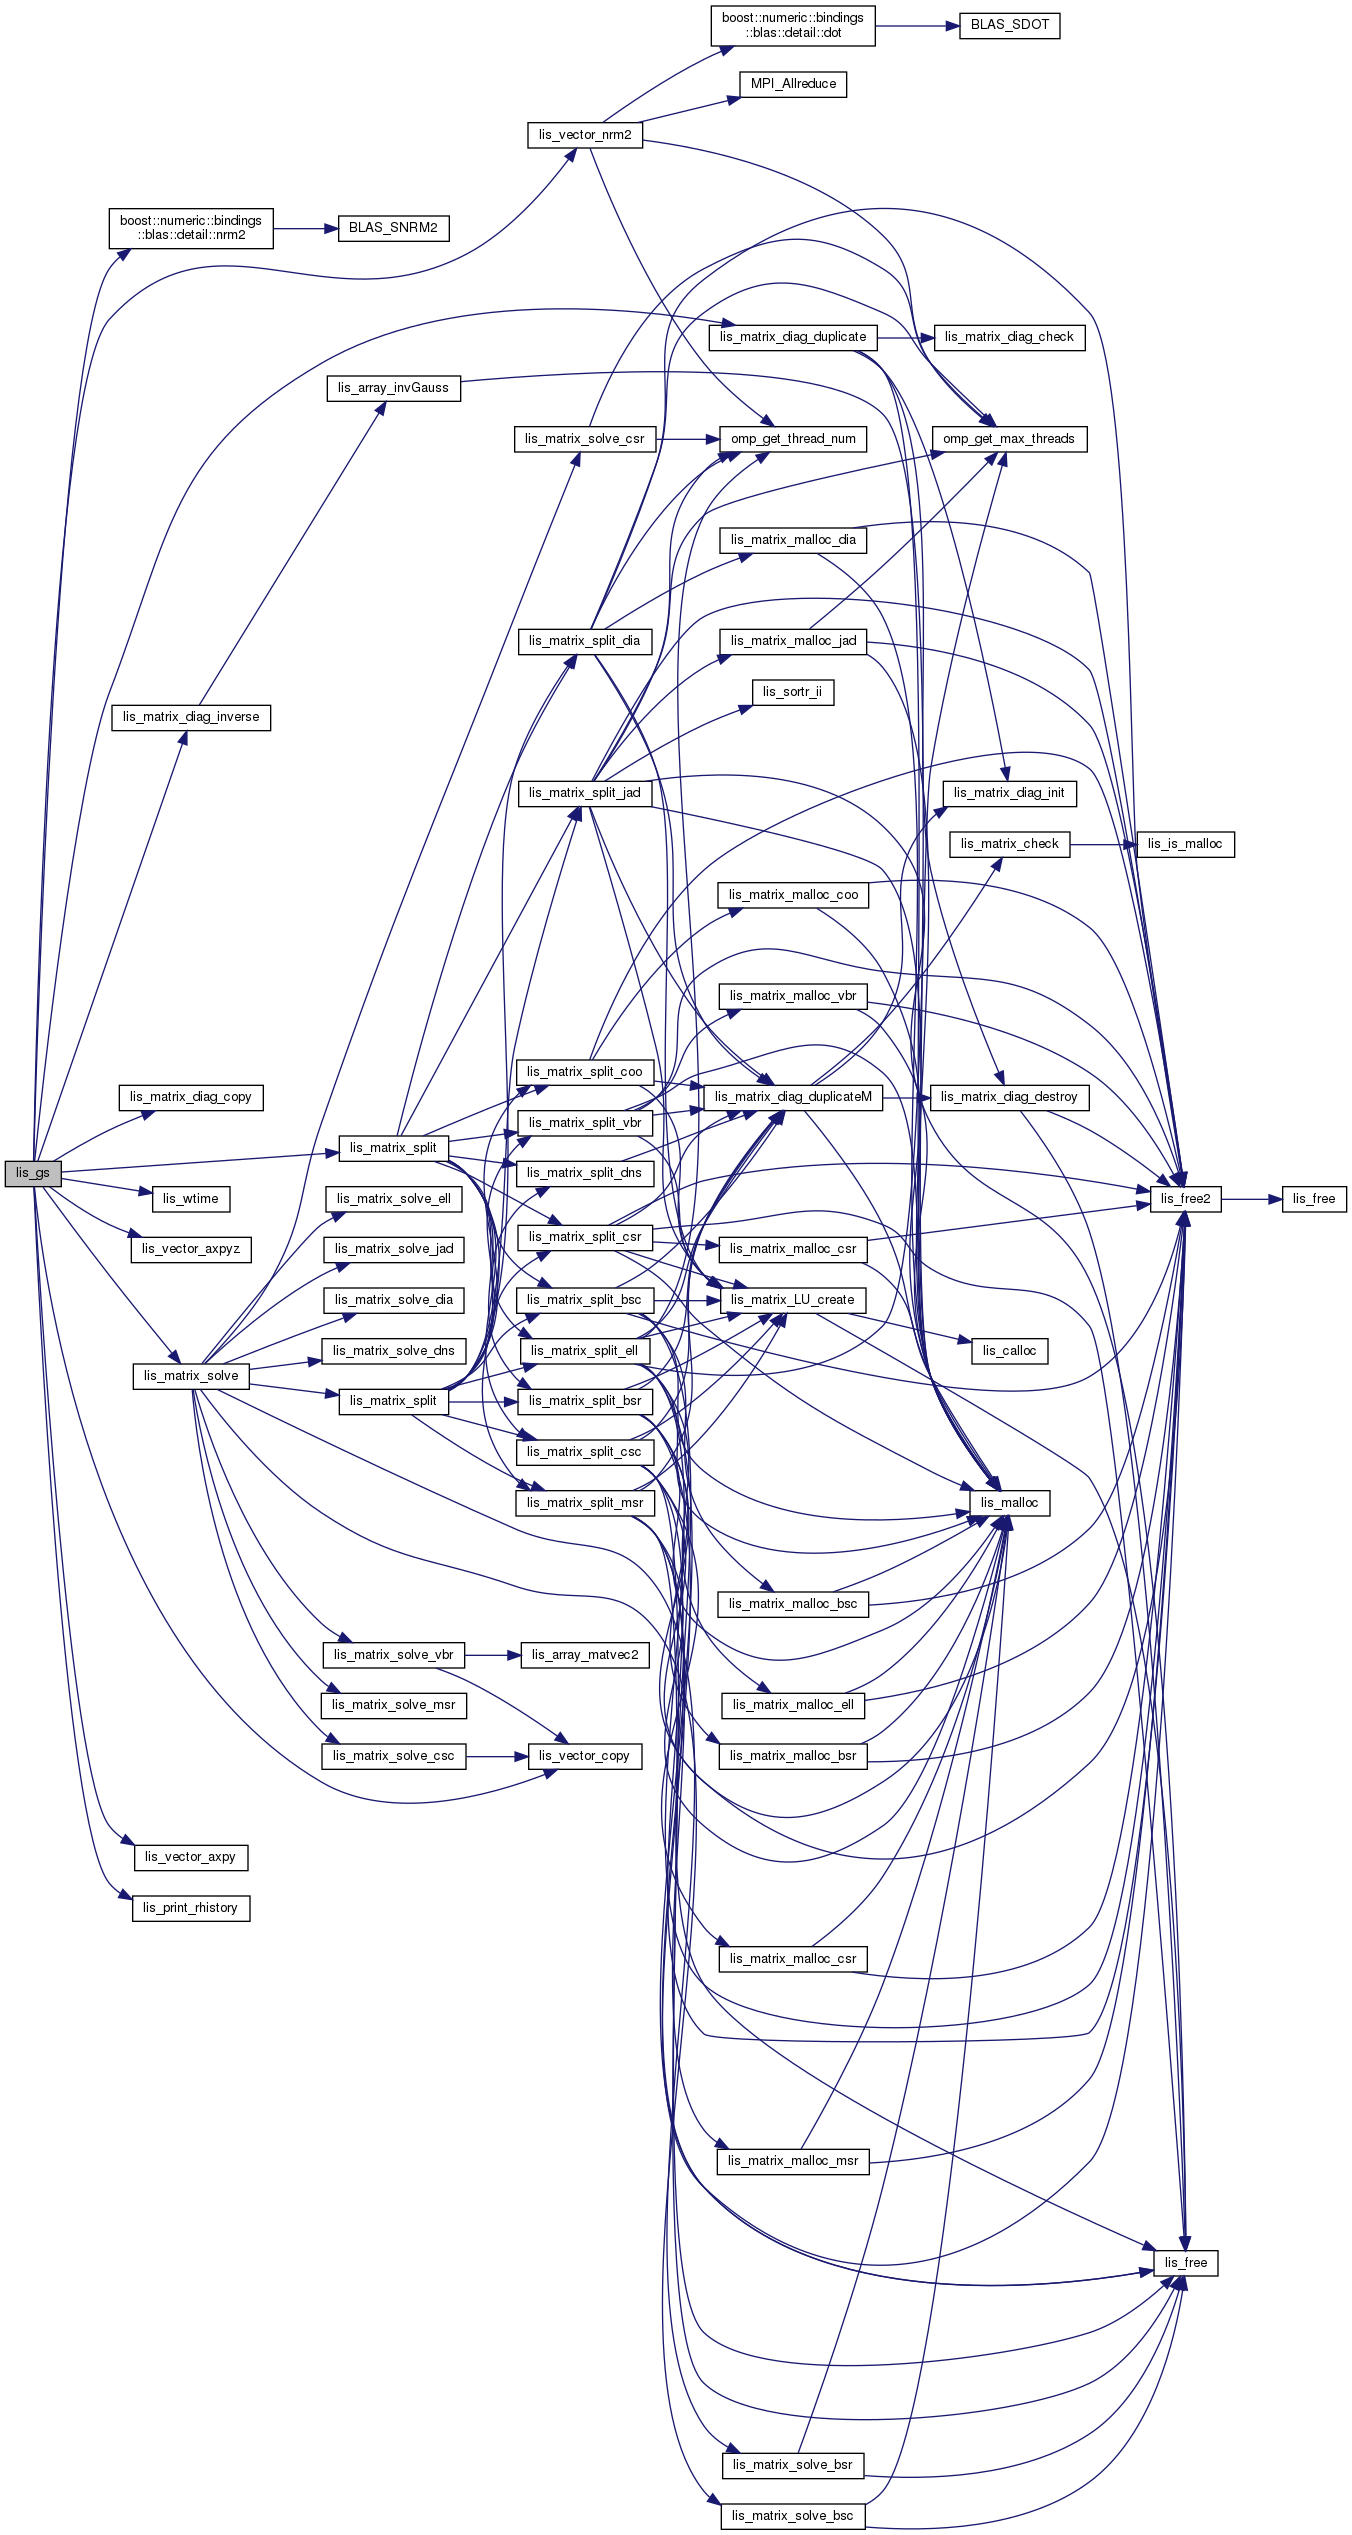 boost::numeric::bindings
::blas::detail::dot
BLAS_SDOT
MPI_Allreduce
lis_vector_nrm2
boost::numeric::bindings
::blas::detail::nrm2
BLAS_SNRM2
lis_matrix_diag_duplicate
lis_matrix_diag_check
lis_array_invGauss
lis_matrix_solve_csr
omp_get_thread_num
omp_get_max_threads
lis_matrix_malloc_dia
lis_matrix_split_dia
lis_matrix_malloc_jad
lis_sortr_ii
lis_matrix_diag_inverse
lis_matrix_split_jad
lis_matrix_diag_init
lis_matrix_check
lis_is_malloc
lis_matrix_malloc_coo
lis_matrix_malloc_vbr
lis_matrix_split_coo
lis_matrix_diag_copy
lis_matrix_diag_duplicateM
lis_matrix_diag_destroy
lis_matrix_split_vbr
lis_matrix_split
lis_gs
lis_matrix_split_dns
lis_wtime
lis_matrix_solve_ell
lis_free2
lis_free
lis_matrix_split_csr
lis_vector_axpyz
lis_matrix_solve_jad
lis_matrix_malloc_csr
lis_matrix_solve_dia
lis_matrix_split_bsc
lis_matrix_LU_create
lis_matrix_solve_dns
lis_matrix_split_ell
lis_calloc
lis_matrix_solve
lis_matrix_split
lis_matrix_split_bsr
lis_matrix_split_csc
lis_matrix_split_msr
lis_malloc
lis_matrix_malloc_bsc
lis_matrix_solve_vbr
lis_array_matvec2
lis_matrix_solve_msr
lis_matrix_malloc_ell
lis_matrix_solve_csc
lis_vector_copy
lis_matrix_malloc_bsr
lis_vector_axpy
lis_print_rhistory
lis_matrix_malloc_csr
lis_matrix_malloc_msr
lis_free
lis_matrix_solve_bsr
lis_matrix_solve_bsc